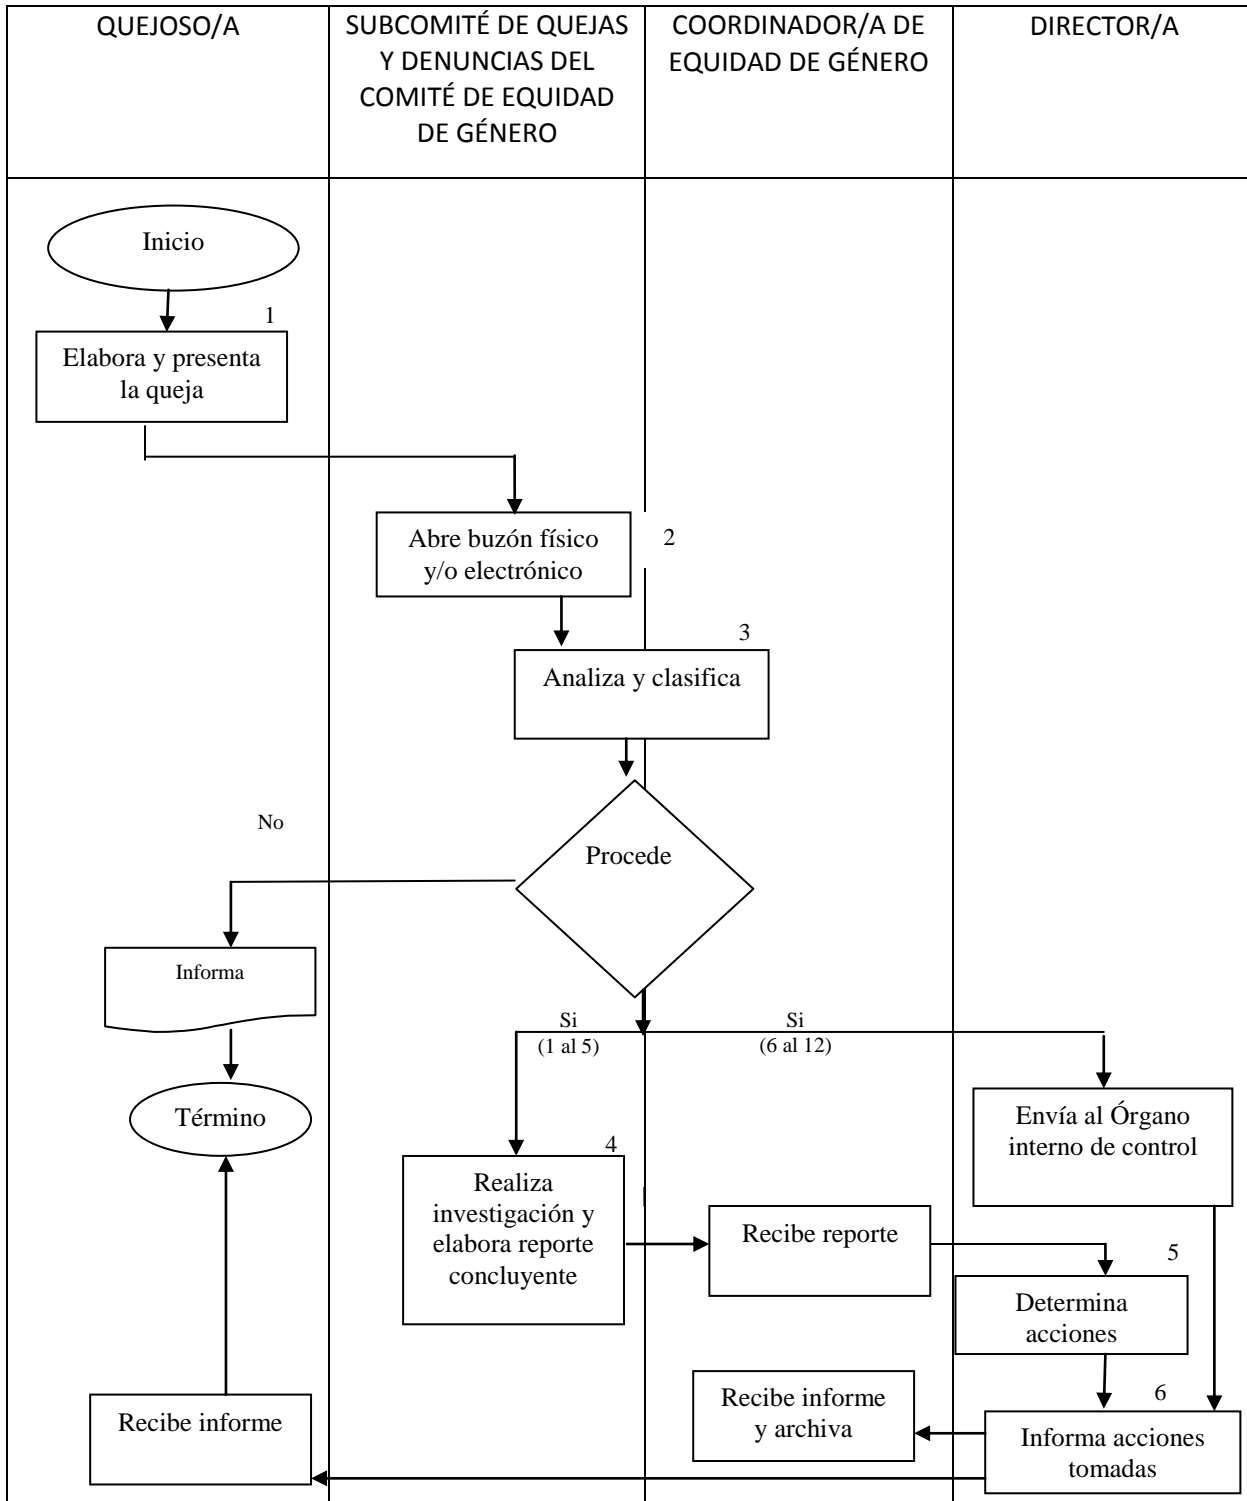 QUEJOSO/A
SUBCOMITÉ DE QUEJAS
Y DENUNCIAS DEL
COMITÉ DE EQUIDAD
DE GÉNERO
COORDINADOR/A DE
EQUIDAD DE GÉNERO
DIRECTOR/A
Inicio
1
Elabora y presenta
la queja
Abre buzón físico
y/o electrónico
2
3
Analiza y clasifica
No
Procede
Informa
Si
(1 al 5)
Si
(6 al 12)
Término
Envía al Órgano
interno de control
4
Realiza
investigación y
elabora reporte
concluyente
Recibe reporte
5
Determina
acciones
6
Recibe informe
Recibe informe
y archiva
Informa acciones
tomadas